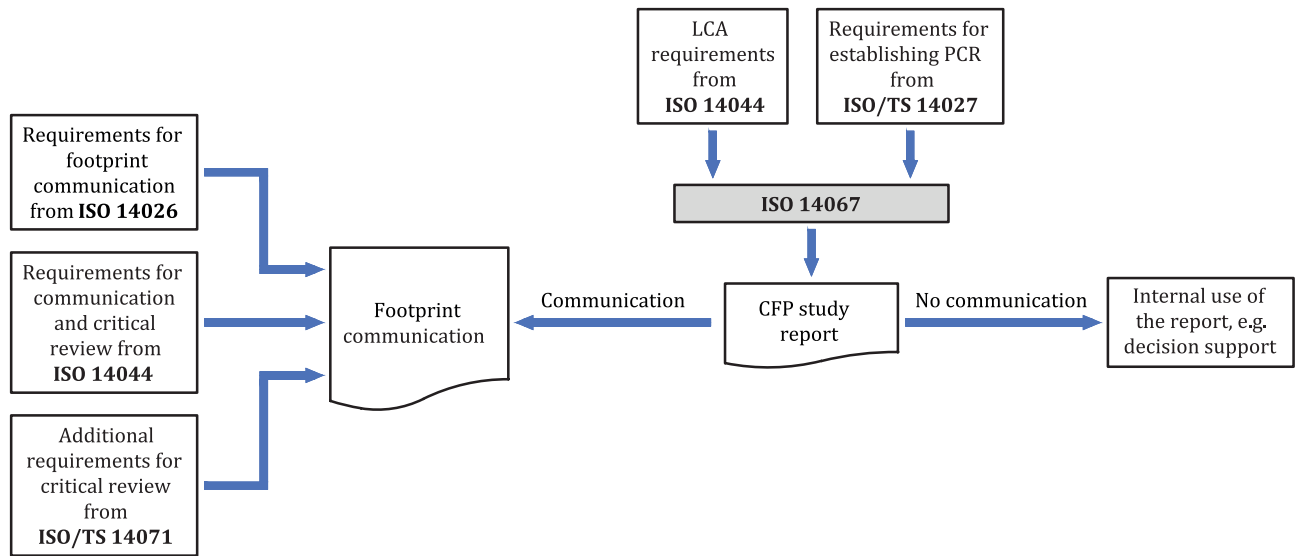 LCA
requirements
from
ISO 14044
Requirements for
establishing PCR
from
ISO/TS 14027
Requirements for
footprint
communication
from ISO 14026
ISO 14067
Requirements for
communication
and critical
review from
ISO 14044
Footprint
communication
Communication
CFP study
report
No communication
Internal use of
the report, e.g.
decision support
Additional
requirements for
critical review
from
ISO/TS 14071